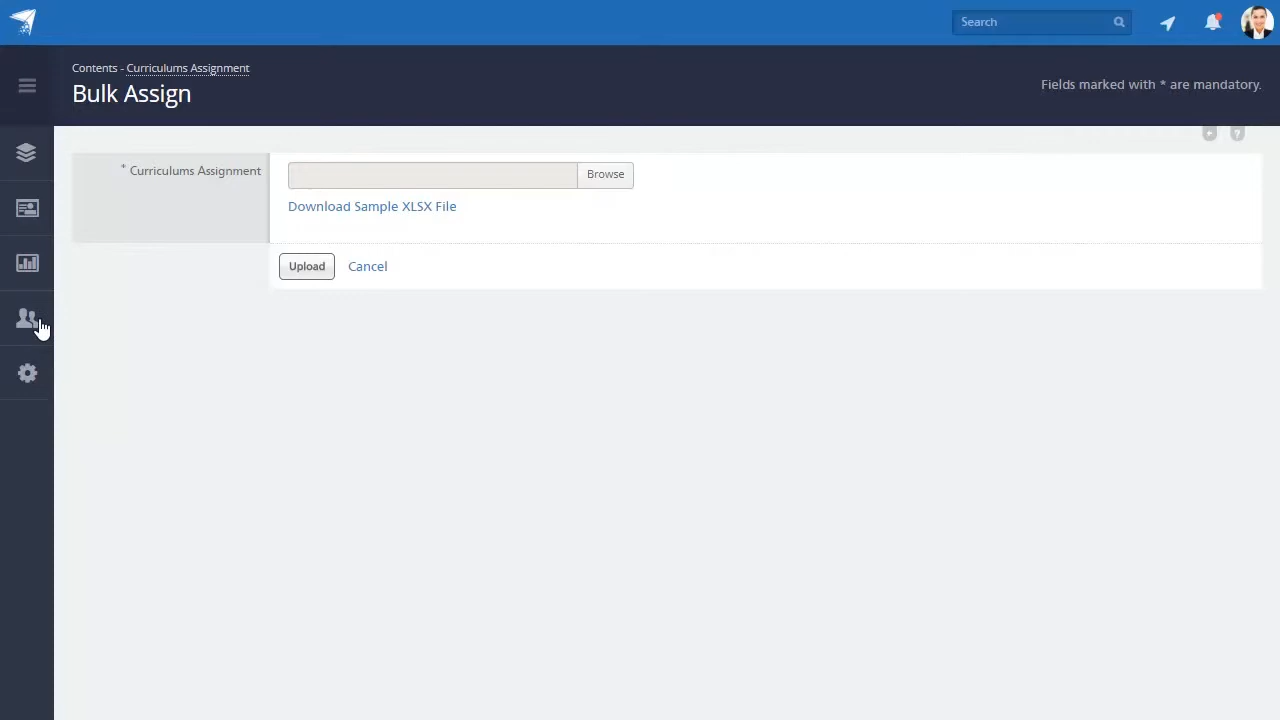 Search
Contents - Curriculums Assignment
Bulk Assign
Fields marked with * are mandatory.
* Curriculums Assignment
Browse
Download Sample XLSX File
Upload
Cancel